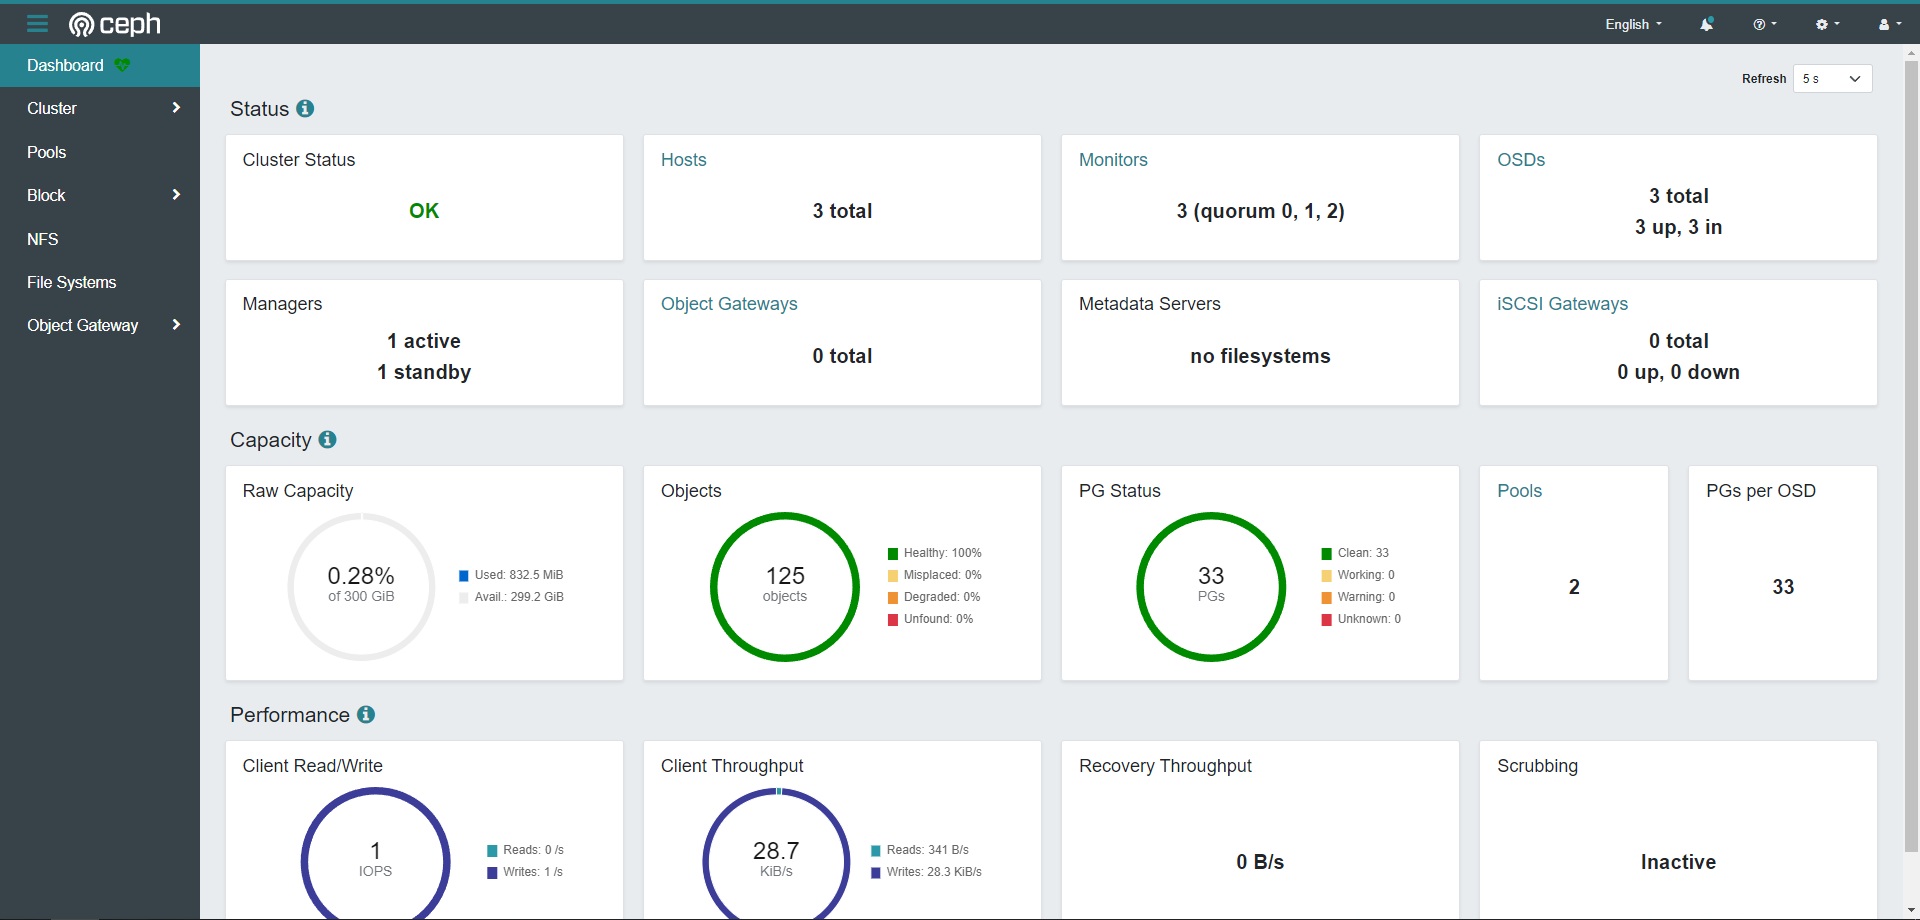 ceph
English
Dashboard
Cluster
Pools
Block
NFS
File Systems
Object Gateway
Refresh 5 s
Status
Cluster Status
OK
Hosts
3 total
Monitors
3 (quorum 0, 1, 2)
OSDs
3 total
3 up, 3 in
Managers
1 active
1 standby
Object Gateways
0 total
Metadata Servers
no filesystems
iSCSI Gateways
0 total
0 up, 0 down
Capacity
Raw Capacity
0.28%
of 300 GiB
Used: 832.5 MiB
Avail.: 299.2 GiB
Objects
125
objects
Healthy: 100%
Misplaced: 0%
Degraded: 0%
Unfound: 0%
PG Status
33
PGs
Clean: 33
Working: 0
Warning: 0
Unknown: 0
Pools
2
PGs per OSD
33
Performance
Client Read/Write
1
IOPS
Reads: 0 /s
Writes: 1 /s
Client Throughput
28.7
KiB/s
Reads: 341 B/s
Writes: 28.3 KiB/s
Recovery Throughput
0 B/s
Scrubbing
Inactive